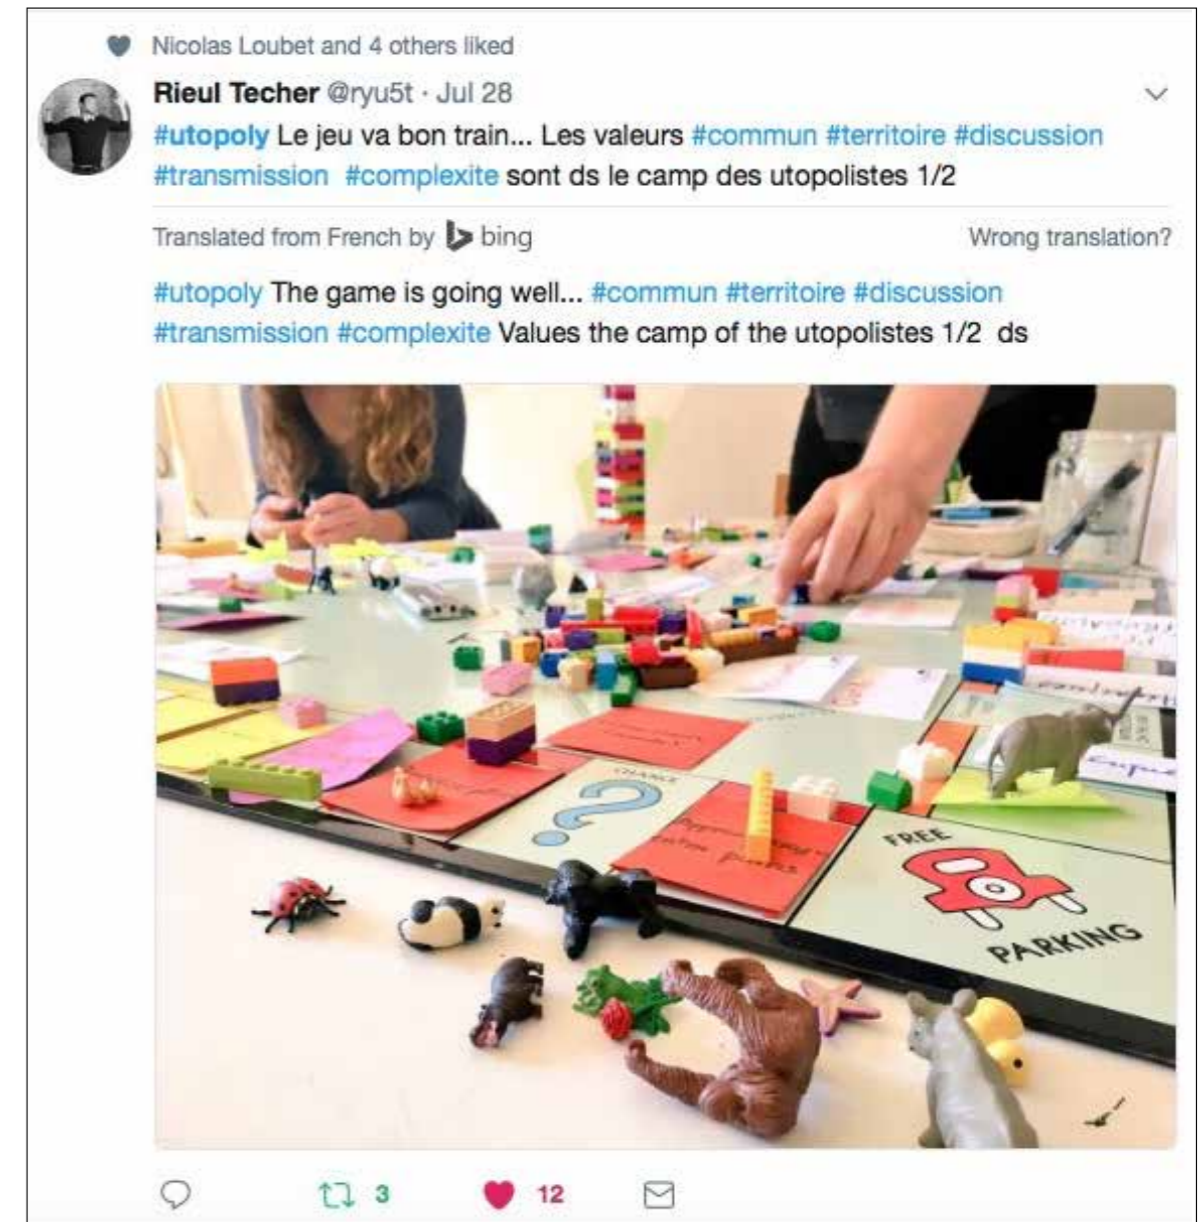 Nicolas Loubet and 4 others liked
Rieul Techer @ryu5t · Jul 28
#utopoly Le jeu va bon train... Les valeurs #commun #territoire #discussion
#transmission #complexite sont ds le camp des utopolistes 1/2
Translated from French by bing
Wrong translation?
#utopoly The game is going well... #commun #territoire #discussion
#transmission #complexite Values the camp of the utopolistes 1/2 ds
CHANCE
?
FREE
PARKING
3
12